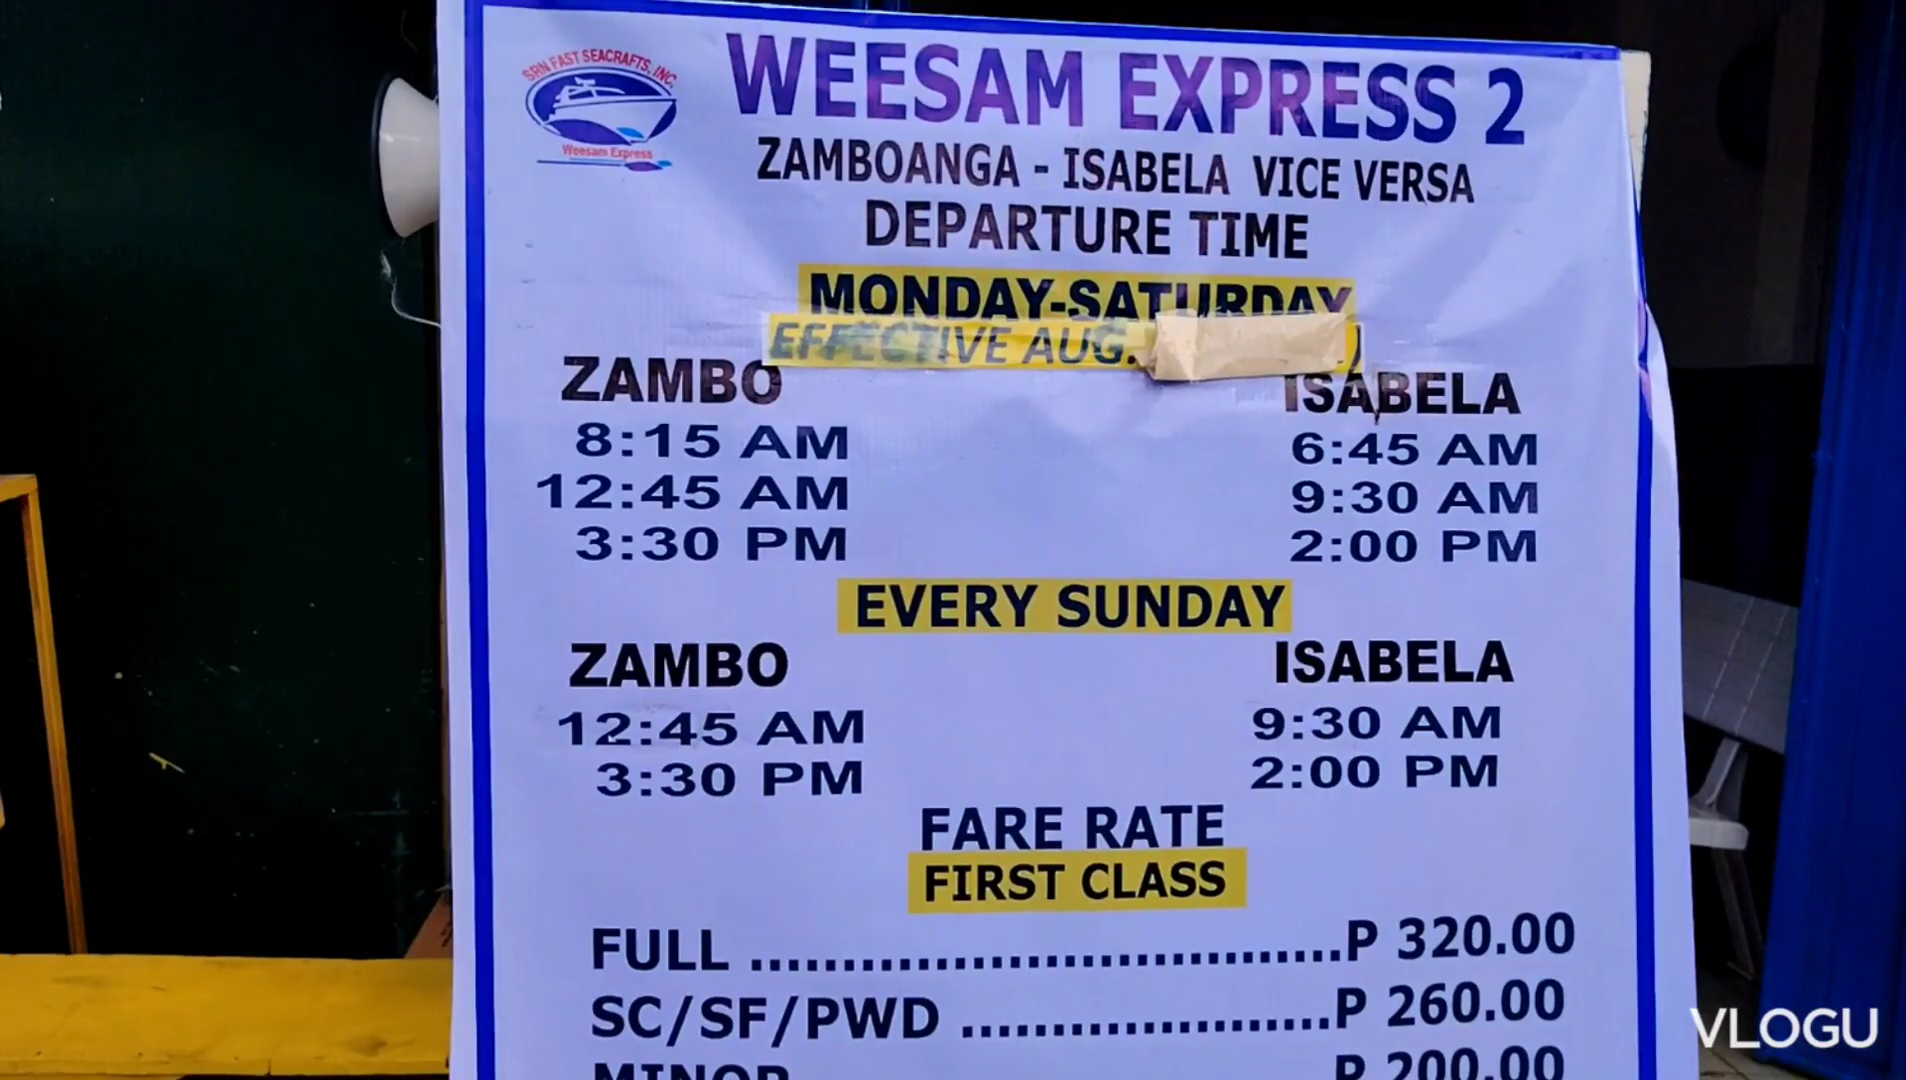 SRN FAST SEACRAFTS, INC.
Weesam Express
WEESAM EXPRESS 2
ZAMBOANGA - ISABELA VICE VERSA
DEPARTURE TIME
MONDAY-SATURDAY
EFFECTIVE AUG. )
ZAMBO ISABELA
8:15 AM 6:45 AM
12:45 AM 9:30 AM
3:30 PM 2:00 PM
EVERY SUNDAY
ZAMBO ISABELA
12:45 AM 9:30 AM
3:30 PM 2:00 PM
FARE RATE
FIRST CLASS
FULL ................................P 320.00
SC/SF/PWD ....................P 260.00
MINOR P 200.00
VLOGU